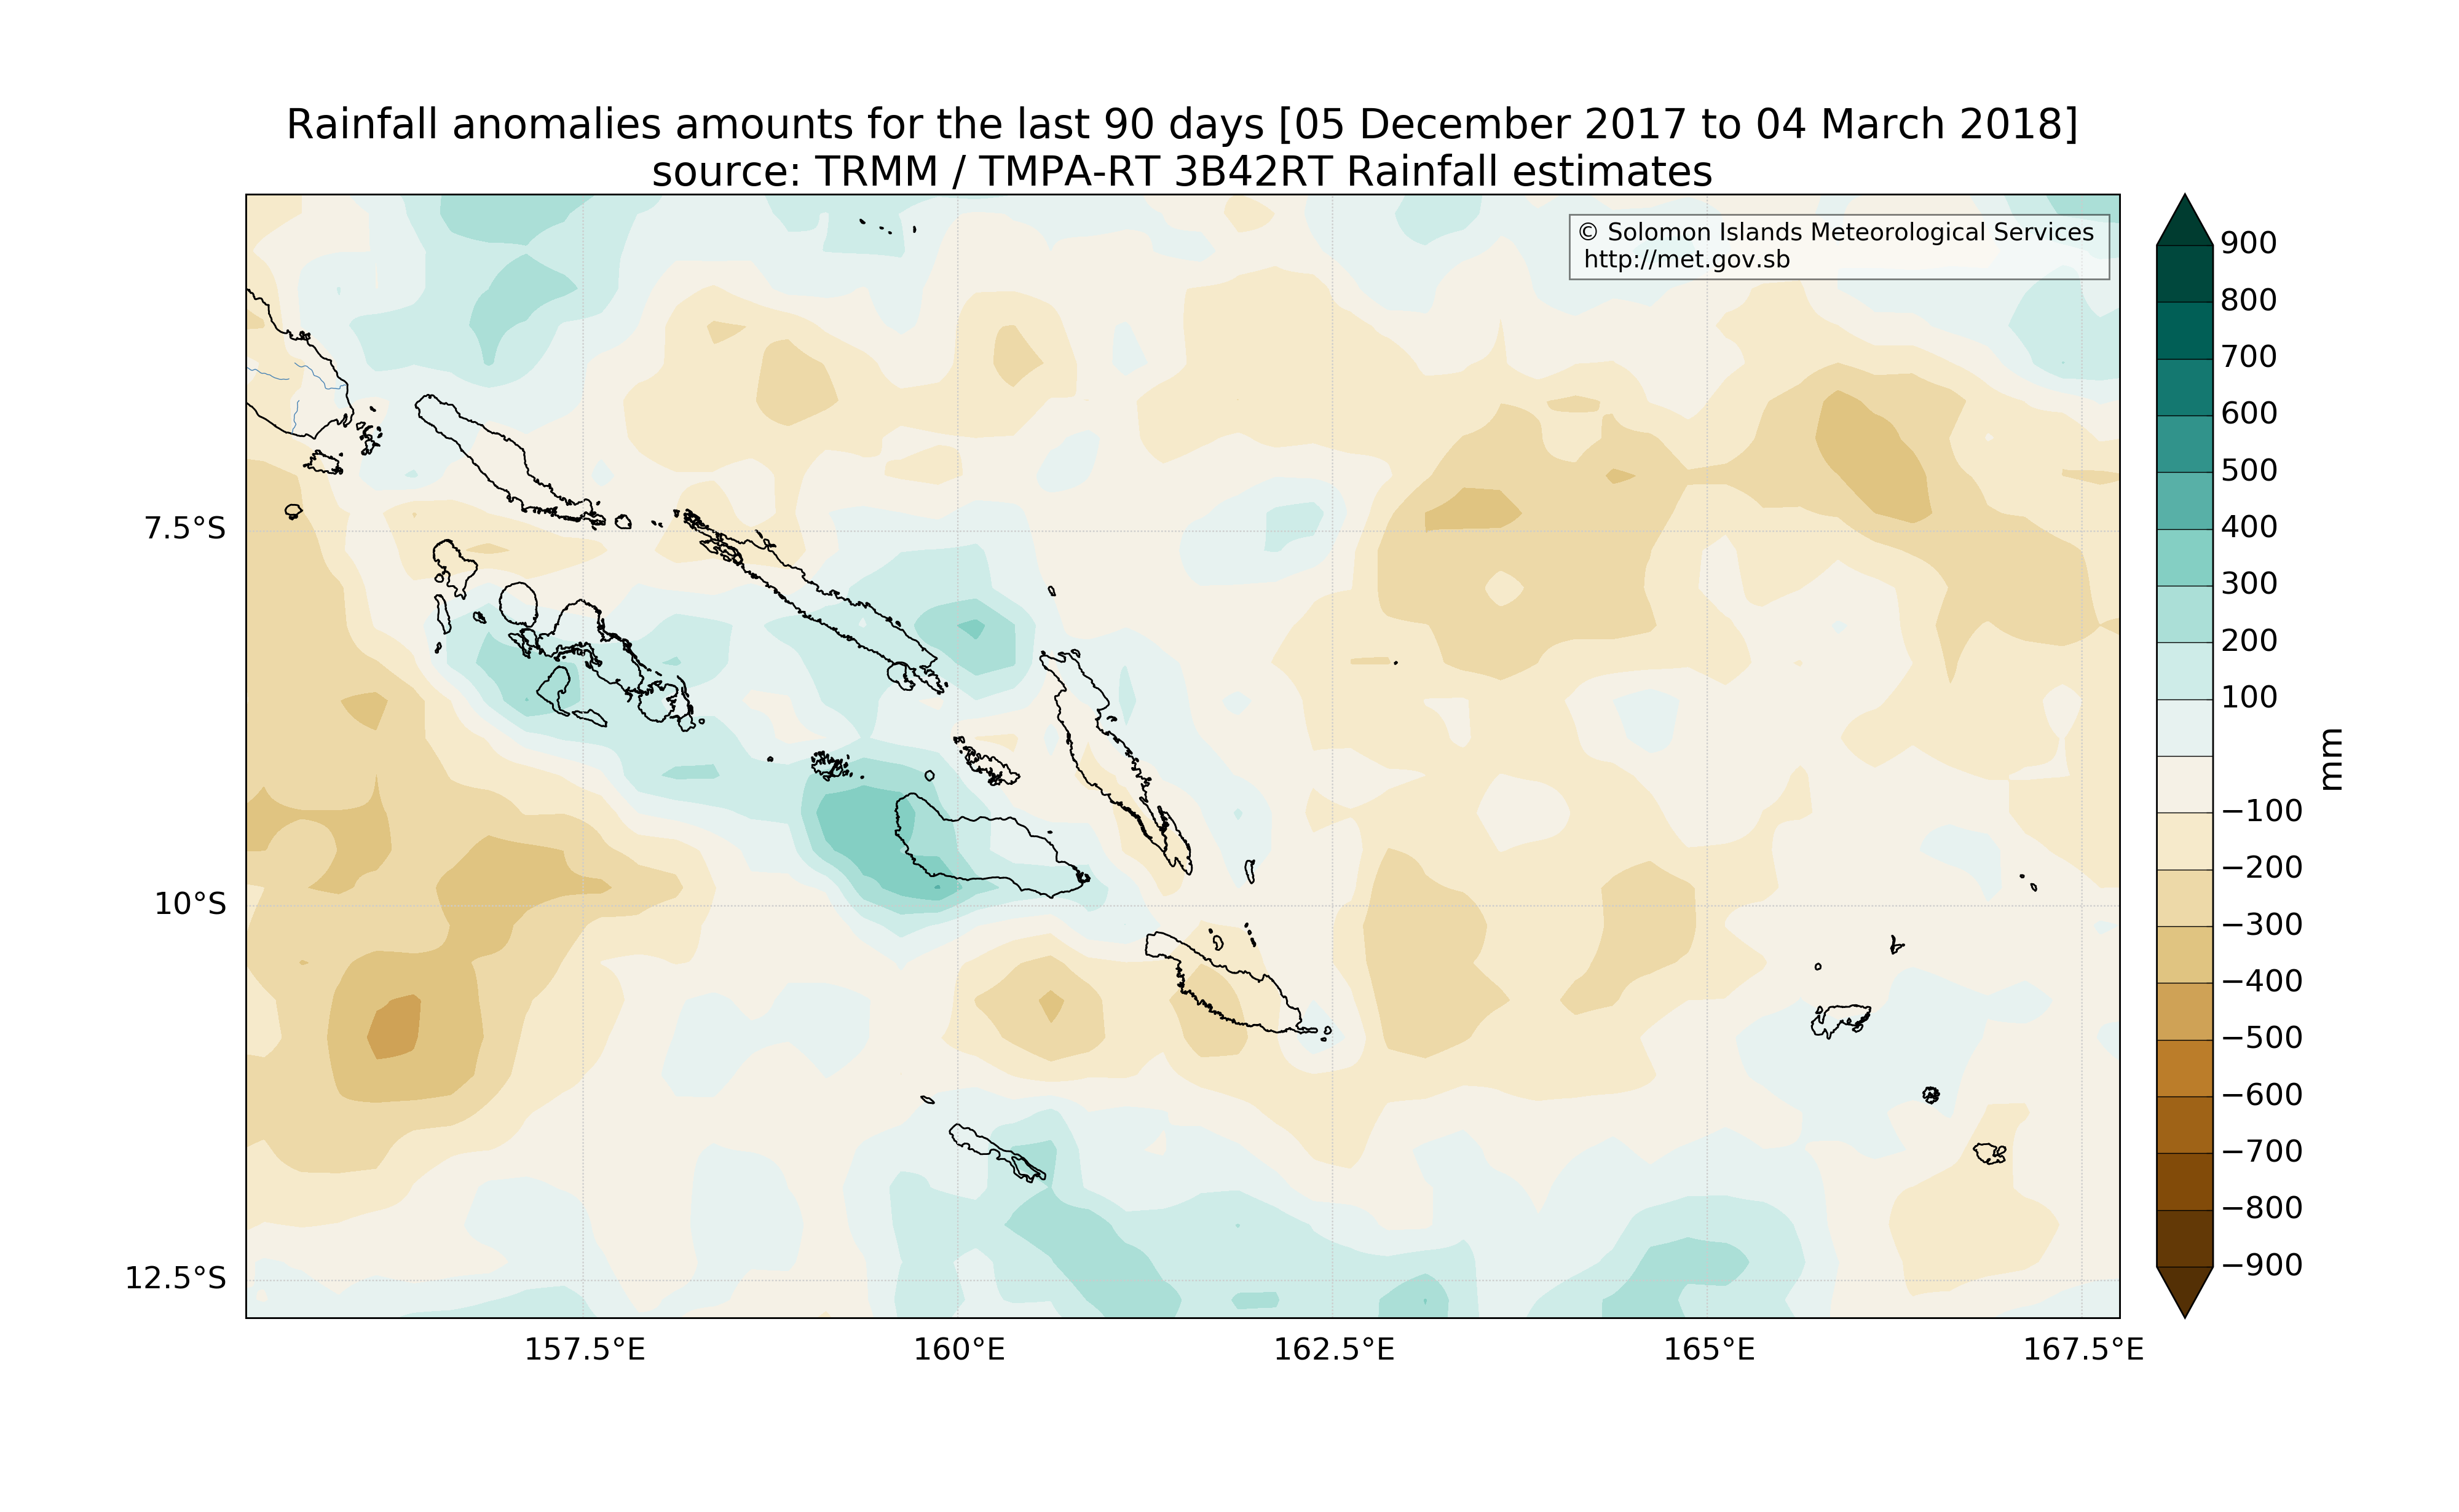 Rainfall anomalies amounts for the last 90 days [05 December 2017 to 04 March 2018]
source: TRMM / TMPA-RT 3B42RT Rainfall estimates
© Solomon Islands Meteorological Services
http://met.gov.sb
7.5°S
10°S
12.5°S
157.5°E
160°E
162.5°E
165°E
167.5°E
900
800
700
600
500
400
300
200
100
−100
−200
−300
−400
−500
−600
−700
−800
−900
mm